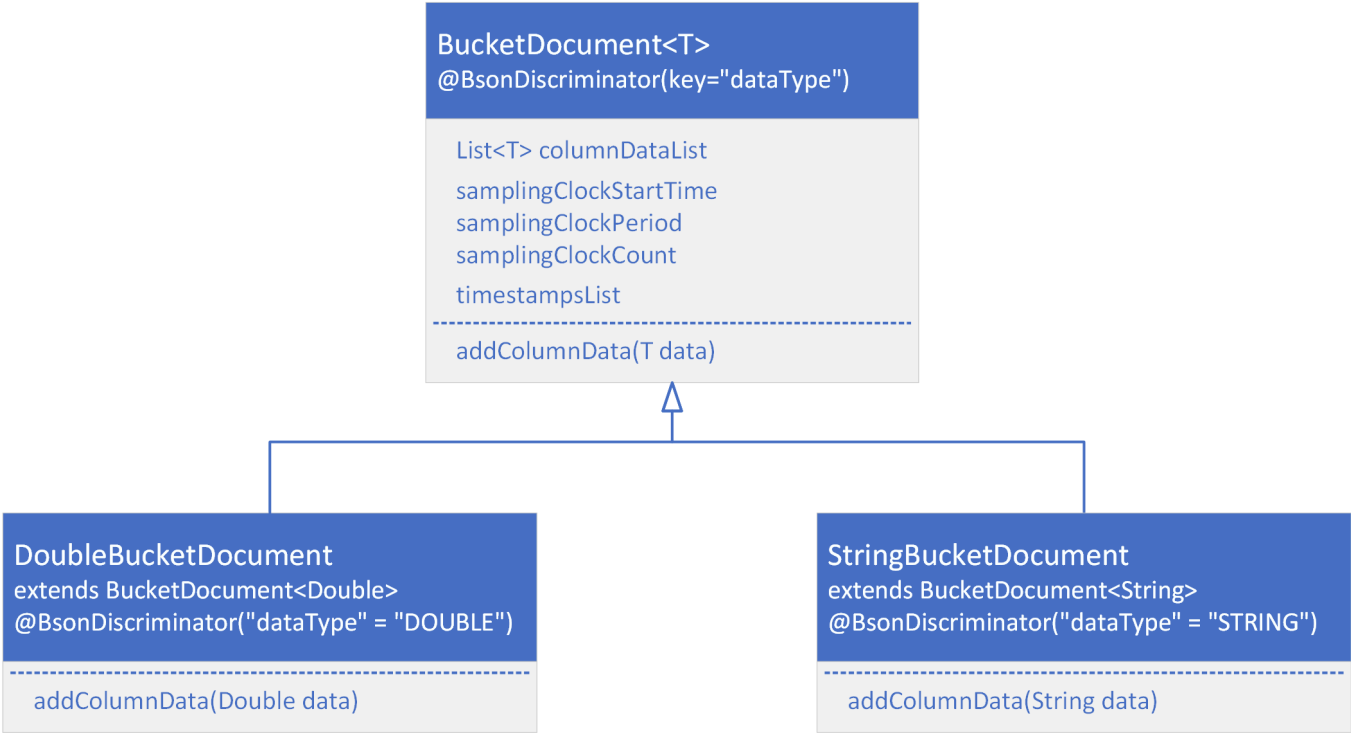 BucketDocument<T>
@BsonDiscriminator(key="dataType")
List<T> columnDataList
samplingClockStartTime
samplingClockPeriod
samplingClockCount
timestampsList
addColumnData(T data)
DoubleBucketDocument
extends BucketDocument<Double>
@BsonDiscriminator("dataType" = "DOUBLE")
addColumnData(Double data)
StringBucketDocument
extends BucketDocument<String>
@BsonDiscriminator("dataType" = "STRING")
addColumnData(String data)